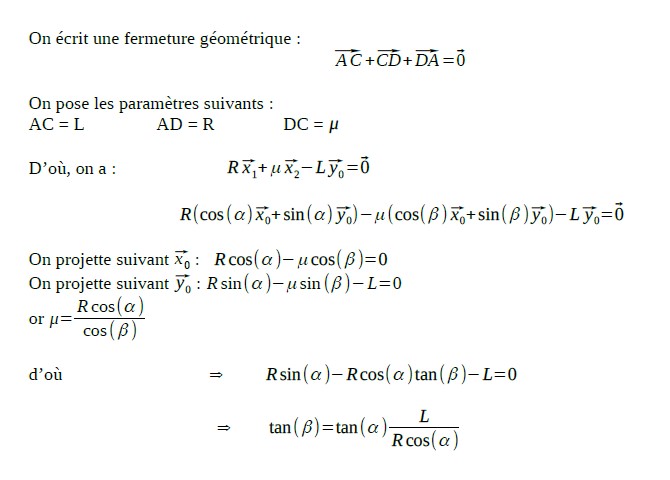 On écrit une fermeture géométrique :
$\overrightarrow{AC}+\overrightarrow{CD}+\overrightarrow{DA}=\vec{0}$
On pose les paramètres suivants :
AC = L AD = R DC = μ
D’où, on a : $R\vec{x_1}+\mu\vec{x_2}-L\vec{y_0}=\vec{0}$
$R(\cos(\alpha)\vec{x_0}+\sin(\alpha)\vec{y_0})-\mu(\cos(\beta)\vec{x_0}+\sin(\beta)\vec{y_0})-L\vec{y_0}=\vec{0}$
On projette suivant $\vec{x_0}$ : $R\cos(\alpha)-\mu\cos(\beta)=0$
On projette suivant $\vec{y_0}$ : $R\sin(\alpha)-\mu\sin(\beta)-L=0$
or $\mu=\frac{R\cos(\alpha)}{\cos(\beta)}$
d’où ⇒ $R\sin(\alpha)-R\cos(\alpha)\tan(\beta)-L=0$
⇒ $\tan(\beta)=\tan(\alpha)\frac{L}{R\cos(\alpha)}$